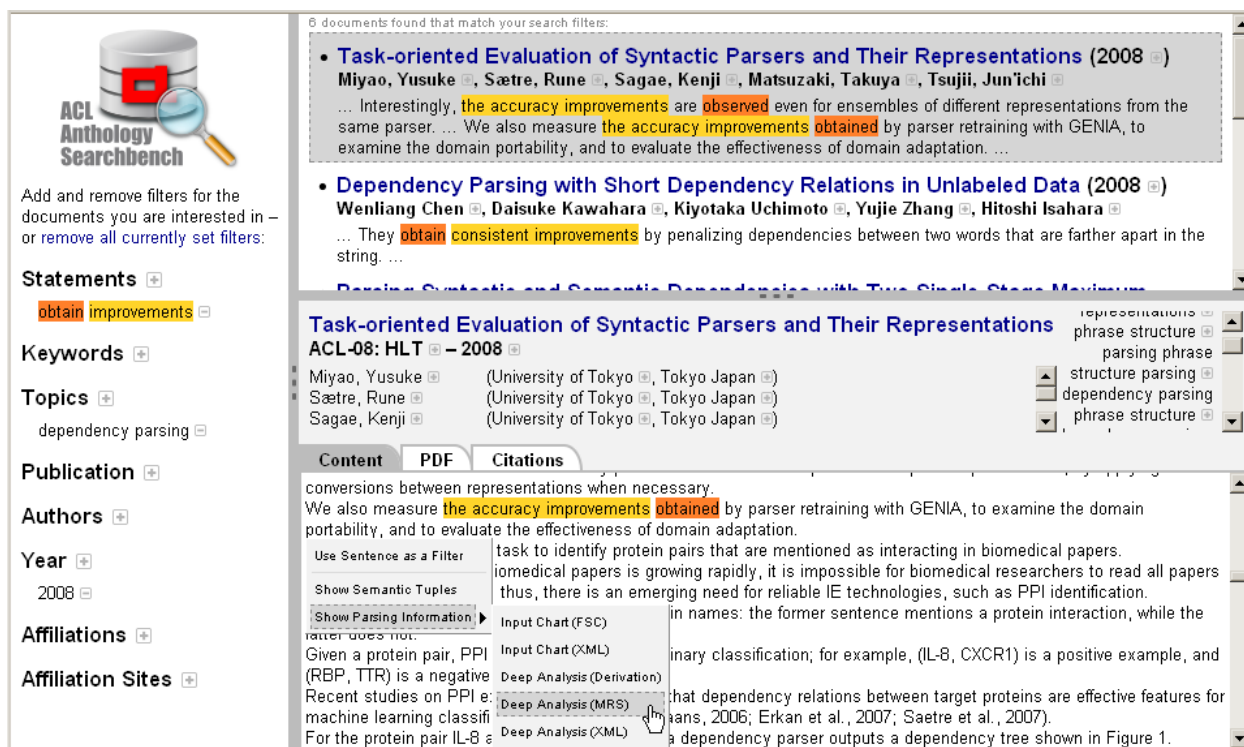 ACL
Anthology
Searchbench
Add and remove filters for the
documents you are interested in –
or remove all currently set filters:
Statements
obtain improvements
Keywords
Topics
dependency parsing
Publication
Authors
Year
2008
Affiliations
Affiliation Sites
6 documents found that match your search filters:
• Task-oriented Evaluation of Syntactic Parsers and Their Representations (2008)
Miyao, Yusuke, Sætre, Rune, Sagae, Kenji, Matsuzaki, Takuya, Tsujii, Jun'ichi
... Interestingly, the accuracy improvements are observed even for ensembles of different representations from the
same parser. ... We also measure the accuracy improvements obtained by parser retraining with GENIA, to
examine the domain portability, and to evaluate the effectiveness of domain adaptation. ...
• Dependency Parsing with Short Dependency Relations in Unlabeled Data (2008)
Wenliang Chen, Daisuke Kawahara, Kiyotaka Uchimoto, Yujie Zhang, Hitoshi Isahara
... They obtain consistent improvements by penalizing dependencies between two words that are farther apart in the
string. ...
Parsing Syntactic and Semantic Dependencies with Two Single-Stage Maximum
Task-oriented Evaluation of Syntactic Parsers and Their Representations
ACL-08: HLT – 2008
Miyao, Yusuke (University of Tokyo, Tokyo Japan)
Sætre, Rune (University of Tokyo, Tokyo Japan)
Sagae, Kenji (University of Tokyo, Tokyo Japan)
representations
phrase structure
parsing phrase
structure parsing
dependency parsing
phrase structure
Content PDF Citations
conversions between representations when necessary.
We also measure the accuracy improvements obtained by parser retraining with GENIA, to examine the domain
portability, and to evaluate the effectiveness of domain adaptation.
task to identify protein pairs that are mentioned as interacting in biomedical papers.
iomedical papers is growing rapidly, it is impossible for biomedical researchers to read all papers
thus, there is an emerging need for reliable IE technologies, such as PPI identification.
in names: the former sentence mentions a protein interaction, while the
latter does not.
Given a protein pair, PPI inary classification; for example, (IL-8, CXCR1) is a positive example, and
(RBP, TTR) is a negative
Recent studies on PPI e that dependency relations between target proteins are effective features for
machine learning classifi ans, 2006; Erkan et al., 2007; Saetre et al., 2007).
For the protein pair IL-8 a a dependency parser outputs a dependency tree shown in Figure 1.
Use Sentence as a Filter
Show Semantic Tuples
Show Parsing Information
Input Chart (FSC)
Input Chart (XML)
Deep Analysis (Derivation)
Deep Analysis (MRS)
Deep Analysis (XML)